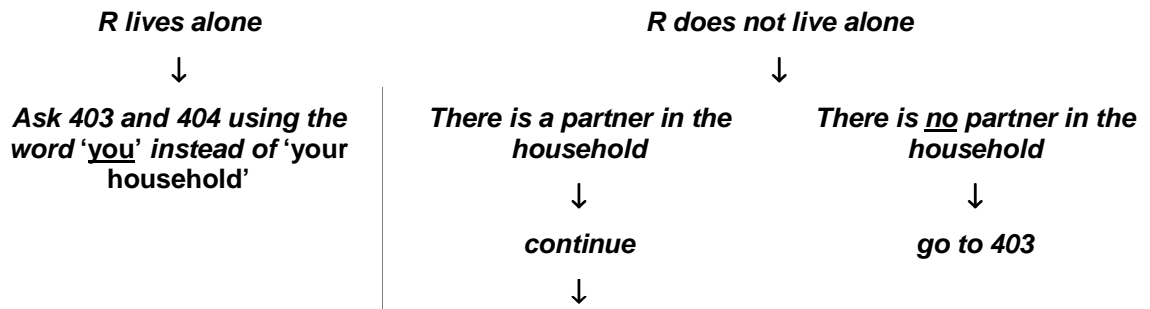 R lives alone
R does not live alone
↓
↓
Ask 403 and 404 using the
word ‘you’ instead of ‘your
household’
There is a partner in the
household
There is no partner in the
household
↓
↓
continue
go to 403
↓